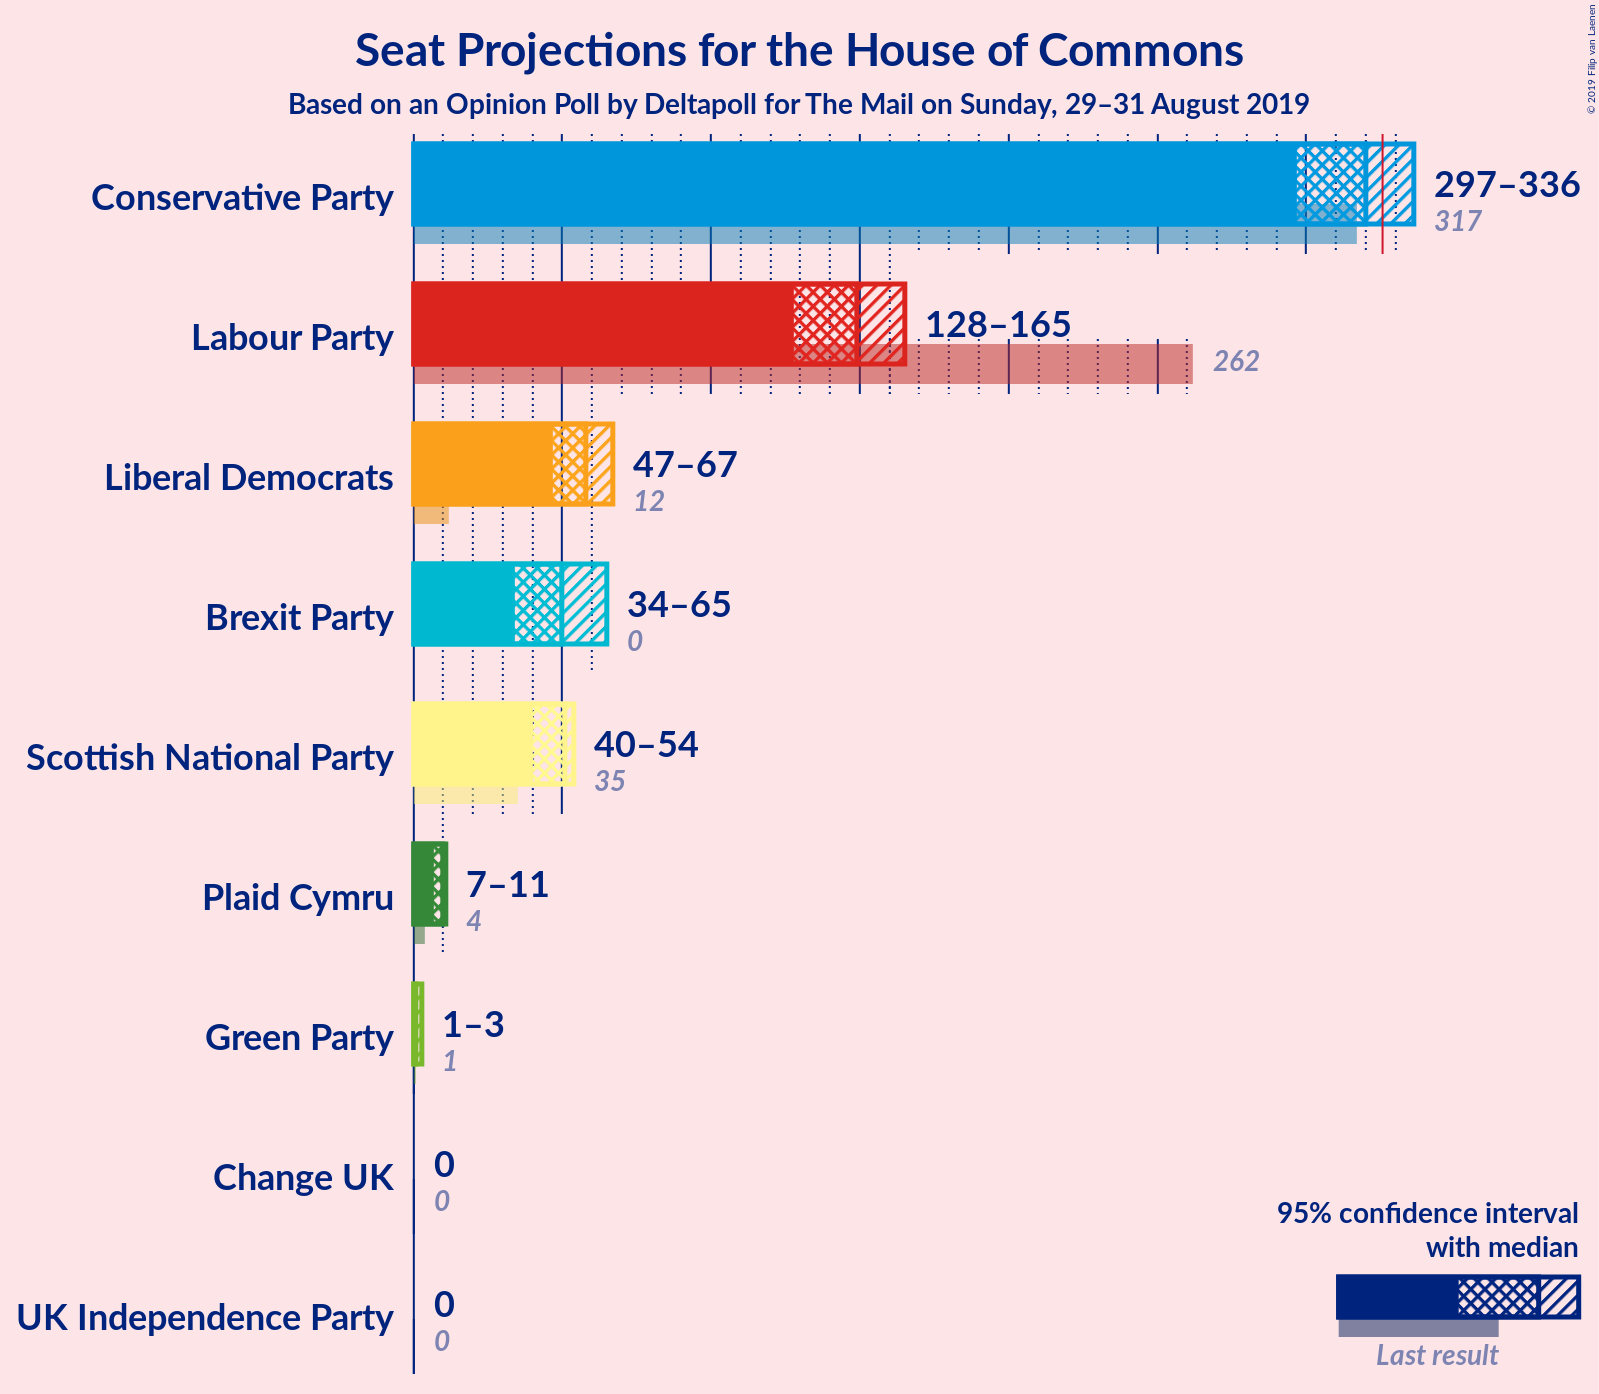 Seat Projections for the House of Commons
Based on an Opinion Poll by Deltapoll for The Mail on Sunday, 29–31 August 2019
© 2019 Filip van Laenen
Conservative Party
297–336
317
Labour Party
128–165
262
Liberal Democrats
47–67
12
Brexit Party
34–65
0
Scottish National Party
40–54
35
Plaid Cymru
7–11
4
Green Party
1–3
1
Change UK
0
0
UK Independence Party
0
0
95% confidence interval
with median
Last result